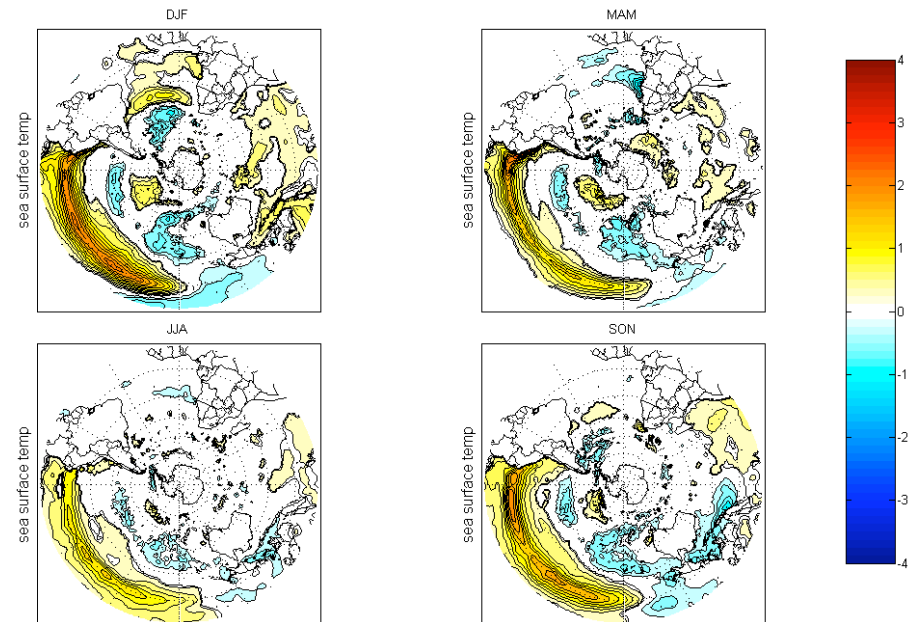 DJF
MAM
sea surface temp
sea surface temp
4
3
2
1
0
-1
-2
-3
-4
JJA
SON
sea surface temp
sea surface temp